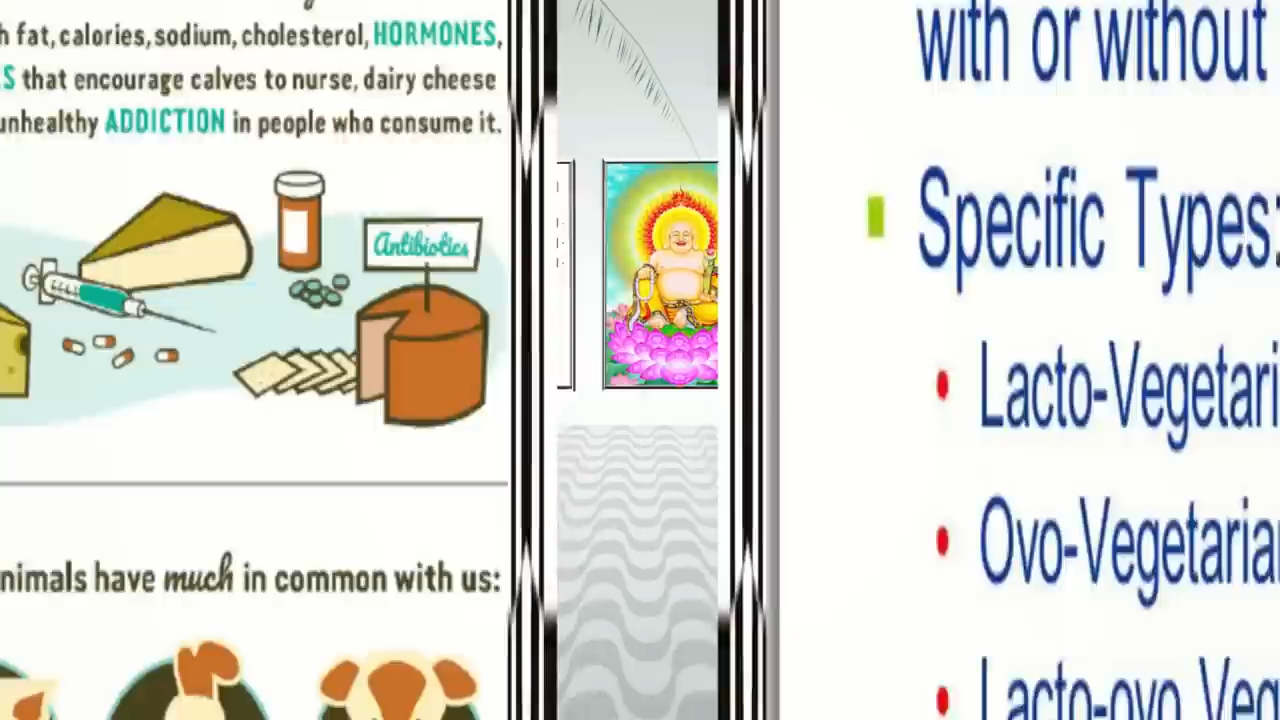 h fat, calories, sodium, cholesterol, HORMONES,
S that encourage calves to nurse, dairy cheese
unhealthy ADDICTION in people who consume it.
Antibiotics
nimals have much in common with us:
with or without
Specific Types:
Lacto-Vegetari
Ovo-Vegetarian
Lacto-ovo Veg